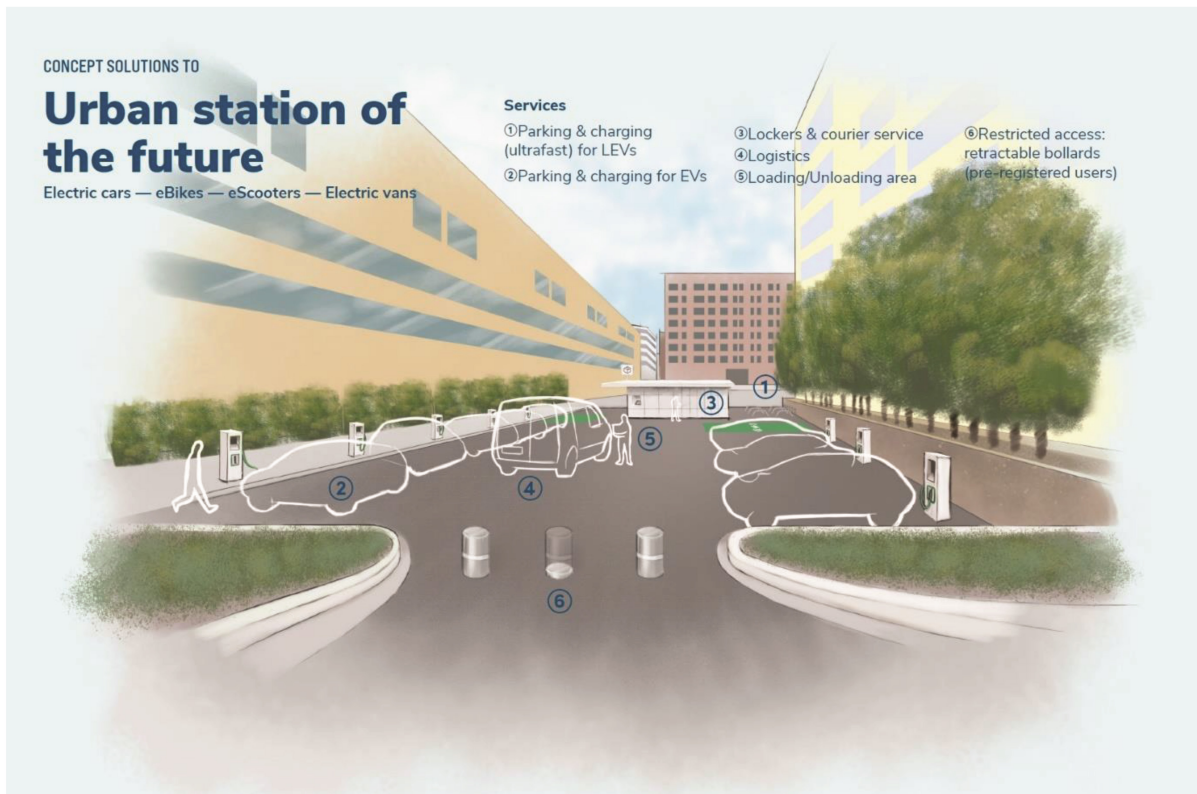 CONCEPT SOLUTIONS TO
Urban station of
the future
Electric cars — eBikes — eScooters — Electric vans
Services
①Parking & charging
(ultrafast) for LEVs
②Parking & charging for EVs
③Lockers & courier service
④Logistics
⑤Loading/Unloading area
⑥Restricted access:
retractable bollards
(pre-registered users)
①
③
⑤
②
④
⑥